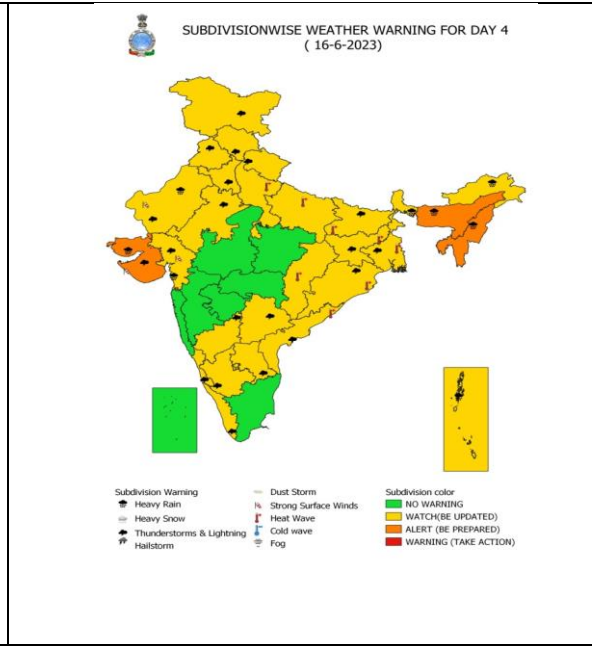 SUBDIVISIONWISE WEATHER WARNING FOR DAY 4
( 16-6-2023)
Subdivision Warning
Heavy Rain
Heavy Snow
Thunderstorms & Lightning
Hailstorm
Dust Storm
Strong Surface Winds
Heat Wave
Cold wave
Fog
Subdivision color
NO WARNING
WATCH(BE UPDATED)
ALERT (BE PREPARED)
WARNING (TAKE ACTION)